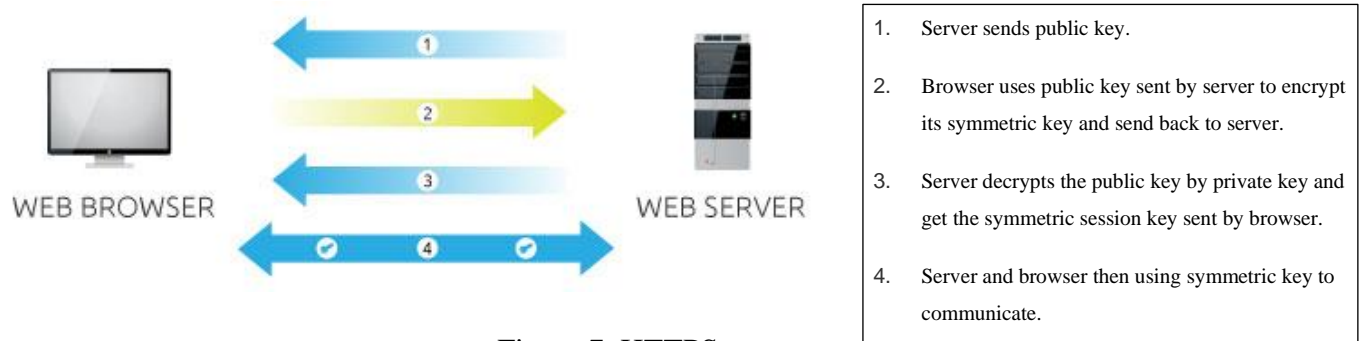 1
2
3
4
WEB BROWSER
WEB SERVER
1. Server sends public key.
2. Browser uses public key sent by server to encrypt
its symmetric key and send back to server.
3. Server decrypts the public key by private key and
get the symmetric session key sent by browser.
4. Server and browser then using symmetric key to
communicate.